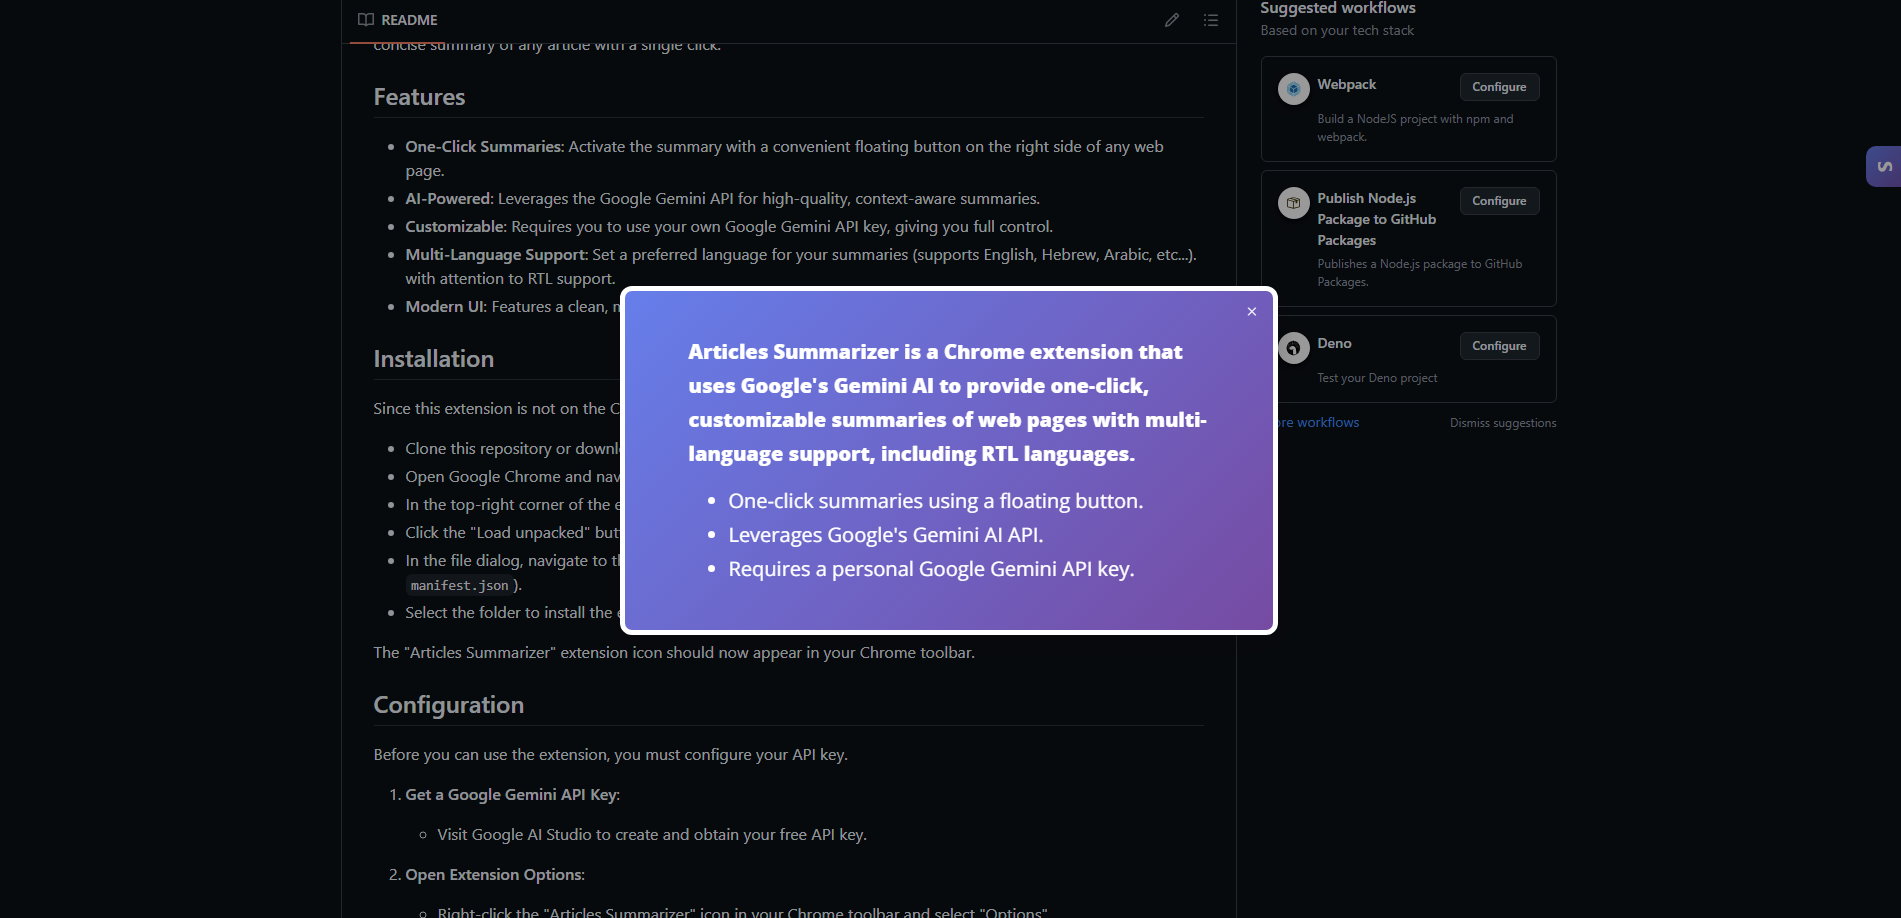 README
concise summary of any article with a single click.
Features
One-Click Summaries: Activate the summary with a convenient floating button on the right side of any web
page.
AI-Powered: Leverages the Google Gemini API for high-quality, context-aware summaries.
Customizable: Requires you to use your own Google Gemini API key, giving you full control.
Multi-Language Support: Set a preferred language for your summaries (supports English, Hebrew, Arabic, etc...).
with attention to RTL support.
Modern UI: Features a clean,
Installation
Since this extension is not on the
Clone this repository or
Open Google Chrome and
In the top-right corner of the
Click the "Load unpacked"
In the file dialog, navigate to
manifest.json ).
Select the folder to install the
The "Articles Summarizer" extension icon should now appear in your Chrome toolbar.
Configuration
Before you can use the extension, you must configure your API key.
1. Get a Google Gemini API Key:
Visit Google AI Studio to create and obtain your free API key.
2. Open Extension Options:
Right-click the "Articles Summarizer" icon in your Chrome toolbar and select "Options"
×
Articles Summarizer is a Chrome extension that
uses Google's Gemini AI to provide one-click,
customizable summaries of web pages with multi-
language support, including RTL languages.
One-click summaries using a floating button.
Leverages Google's Gemini AI API.
Requires a personal Google Gemini API key.
Suggested workflows
Based on your tech stack
Webpack
Configure
Build a NodeJS project with npm and
webpack.
Publish Node.js
Package to GitHub
Packages
Configure
Publishes a Node.js package to GitHub
Packages.
Deno
Configure
Test your Deno project
workflows
Dismiss suggestions
S